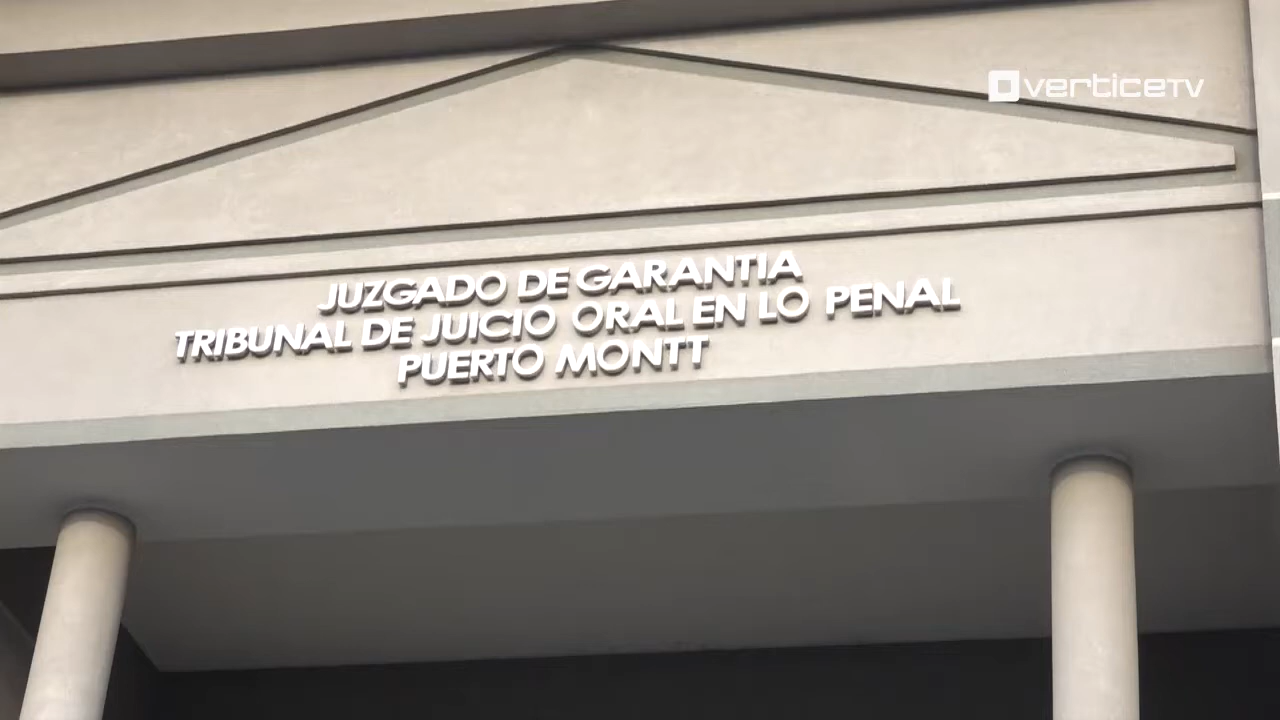 verticeTV
JUZGADO DE GARANTIA
TRIBUNAL DE JUICIO ORAL EN LO PENAL
PUERTO MONTT